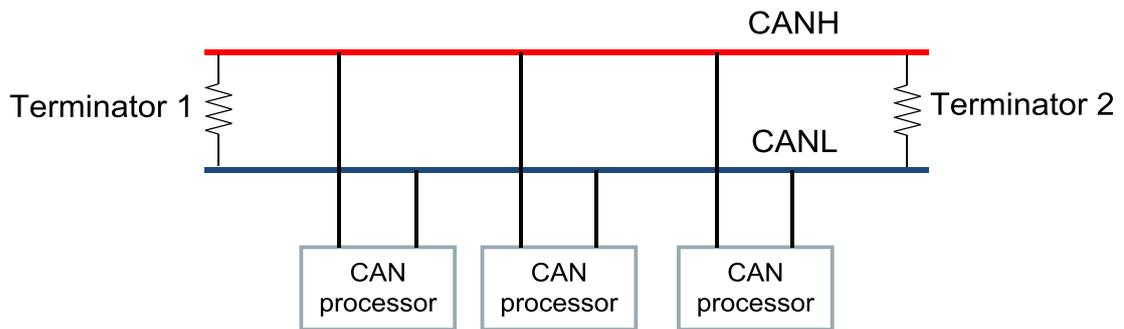 CANH
Terminator 1
Terminator 2
CANL
CAN
processor
CAN
processor
CAN
processor